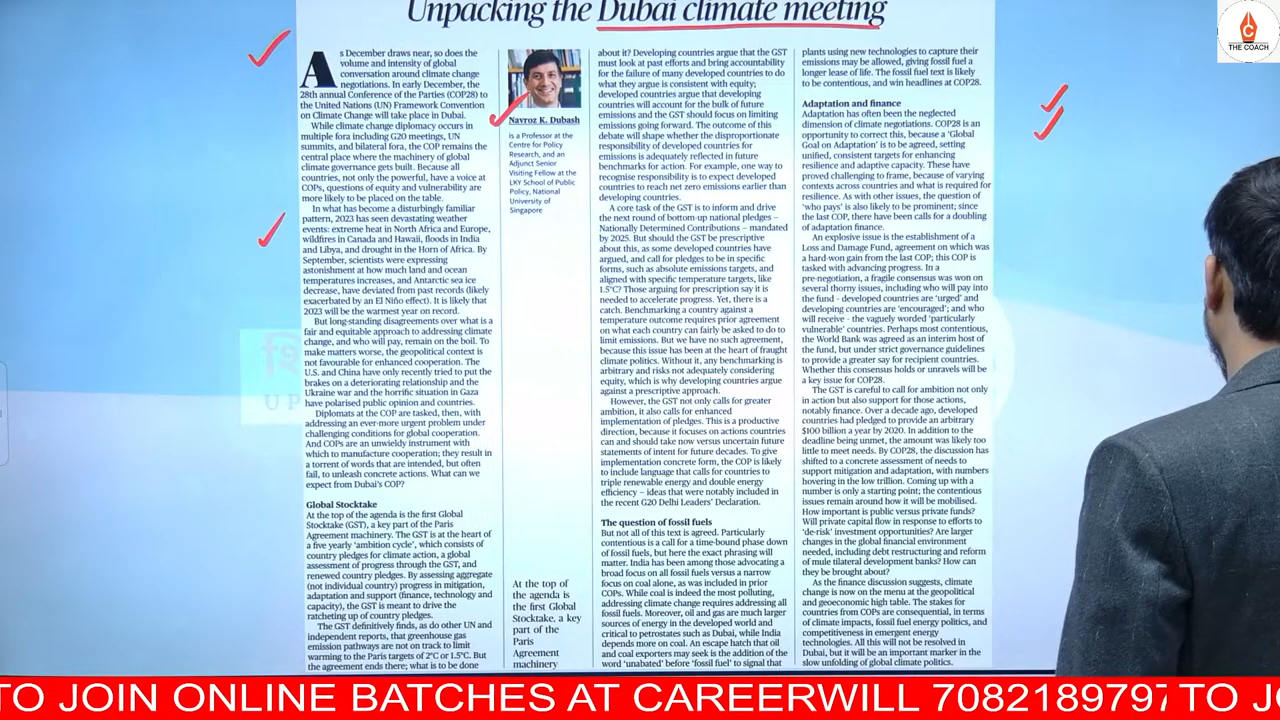 Unpacking the Dubai climate meeting
THE COACH
As December draws near, so does the
volume and intensity of global
conversation around climate change
negotiations. In early December, the
28th annual Conference of the Parties (COP28) to
the United Nations (UN) Framework Convention
on Climate Change will take place in Dubai.
While climate change diplomacy occurs in
multiple fora including G20 meetings, UN
summits, and bilateral fora, the COP remains the
central place where the machinery of global
climate governance gets built. Because all
countries, not only the powerful, have a voice at
COPs, questions of equity and vulnerability are
more likely to be placed on the table.
In what has become a disturbingly familiar
pattern, 2023 has seen devastating weather
events: extreme heat in North Africa and Europe,
wildfires in Canada and Hawaii, floods in India
and Libya, and drought in the Horn of Africa. By
September, scientists were expressing
astonishment at how much land and ocean
temperatures increases, and Antarctic sea ice
decrease, have deviated from past records (likely
exacerbated by an El Niño effect). It is likely that
2023 will be the warmest year on record.
But long-standing disagreements over what is a
fair and equitable approach to addressing climate
change, and who will pay, remain on the boil. To
make matters worse, the geopolitical context is
not favourable for enhanced cooperation. The
U.S. and China have only recently tried to put the
brakes on a deteriorating relationship and the
Ukraine war and the horrific situation in Gaza
have polarised public opinion and countries.
Diplomats at the COP are tasked, then, with
addressing an ever-more urgent problem under
challenging conditions for global cooperation.
And COPs are an unwieldy instrument with
which to manufacture cooperation; they result in
a torrent of words that are intended, but often
fail, to unleash concrete actions. What can we
expect from Dubai's COP?
Global Stocktake
At the top of the agenda is the first Global
Stocktake (GST), a key part of the Paris
Agreement machinery. The GST is at the heart of
a five yearly 'ambition cycle', which consists of
country pledges for climate action, a global
assessment of progress through the GST, and
renewed country pledges. By assessing aggregate
(not individual country) progress in mitigation,
adaptation and support (finance, technology and
capacity), the GST is meant to drive the
ratcheting up of country pledges.
The GST definitively finds, as do other UN and
independent reports, that greenhouse gas
emission pathways are not on track to limit
warming to the Paris targets of 2°C or 1.5°C. But
the agreement ends there; what is to be done
Navroz K. Dubash
is a Professor at the
Centre for Policy
Research, and an
Adjunct Senior
Visiting Fellow at the
LKY School of Public
Policy, National
University of
Singapore
At the top of
the agenda is
the first Global
Stocktake, a key
part of the
Paris
Agreement
machinery
about it? Developing countries argue that the GST
must look at past efforts and bring accountability
for the failure of many developed countries to do
what they argue is consistent with equity;
developed countries argue that developing
countries will account for the bulk of future
emissions and the GST should focus on limiting
emissions going forward. The outcome of this
debate will shape whether the disproportionate
responsibility of developed countries for
emissions is adequately reflected in future
benchmarks for action. For example, one way to
recognise responsibility is to expect developed
countries to reach net zero emissions earlier than
developing countries.
A core task of the GST is to inform and drive
the next round of bottom-up national pledges –
Nationally Determined Contributions – mandated
by 2025. But should the GST be prescriptive
about this, as some developed countries have
argued, and call for pledges to be in specific
forms, such as absolute emissions targets, and
aligned with specific temperature targets, like
1.5°C? Those arguing for prescription say it is
needed to accelerate progress. Yet, there is a
catch. Benchmarking a country against a
temperature outcome requires prior agreement
on what each country can fairly be asked to do to
limit emissions. But we have no such agreement,
because this issue has been at the heart of fraught
climate politics. Without it, any benchmarking is
arbitrary and risks not adequately considering
equity, which is why developing countries argue
against a prescriptive approach.
However, the GST not only calls for greater
ambition, it also calls for enhanced
implementation of pledges. This is a productive
direction, because it focuses on actions countries
can and should take now versus uncertain future
statements of intent for future decades. To give
implementation concrete form, the COP is likely
to include language that calls for countries to
triple renewable energy and double energy
efficiency – ideas that were notably included in
the recent G20 Delhi Leaders' Declaration.
The question of fossil fuels
But not all of this text is agreed. Particularly
contentious is a call for a time-bound phase down
of fossil fuels, but here the exact phrasing will
matter. India has been among those advocating a
broad focus on all fossil fuels versus a narrow
focus on coal alone, as was included in prior
COPs. While coal is indeed the most polluting,
addressing climate change requires addressing all
fossil fuels. Moreover, oil and gas are much larger
sources of energy in the developed world and
critical to petrostates such as Dubai, while India
depends more on coal. An escape hatch that oil
and coal exporters may seek is the addition of the
word 'unabated' before 'fossil fuel' to signal that
plants using new technologies to capture their
emissions may be allowed, giving fossil fuel a
longer lease of life. The fossil fuel text is likely
to be contentious, and win headlines at COP28.
Adaptation and finance
Adaptation has often been the neglected
dimension of climate negotiations. COP28 is an
opportunity to correct this, because a 'Global
Goal on Adaptation' is to be agreed, setting
unified, consistent targets for enhancing
resilience and adaptive capacity. These have
proved challenging to frame, because of varying
contexts across countries and what is required for
resilience. As with other issues, the question of
'who pays' is also likely to be prominent; since
the last COP, there have been calls for a doubling
of adaptation finance.
An explosive issue is the establishment of a
Loss and Damage Fund, agreement on which was
a hard-won gain from the last COP; this COP is
tasked with advancing progress. In a
pre-negotiation, a fragile consensus was won on
several thorny issues, including who will pay into
the fund - developed countries are 'urged' and
developing countries are 'encouraged'; and who
will receive - the vaguely worded 'particularly
vulnerable' countries. Perhaps most contentious,
the World Bank was agreed as an interim host of
the fund, but under strict governance guidelines
to provide a greater say for recipient countries.
Whether this consensus holds or unravels will be
a key issue for COP28.
The GST is careful to call for ambition not only
in action but also support for those actions,
notably finance. Over a decade ago, developed
countries had pledged to provide an arbitrary
$100 billion a year by 2020. In addition to the
deadline being unmet, the amount was likely too
little to meet needs. By COP28, the discussion has
shifted to a concrete assessment of needs to
support mitigation and adaptation, with numbers
hovering in the low trillion. Coming up with a
number is only a starting point; the contentious
issues remain around how it will be mobilised.
How important is public versus private funds?
Will private capital flow in response to efforts to
'de-risk' investment opportunities? Are larger
changes in the global financial environment
needed, including debt restructuring and reform
of mule tilateral development banks? How can
they be brought about?
As the finance discussion suggests, climate
change is now on the menu at the geopolitical
and geoeconomic high table. The stakes for
countries from COPs are consequential, in terms
of climate impacts, fossil fuel energy politics, and
competitiveness in emergent energy
technologies. All this will not be resolved in
Dubai, but it will be an important marker in the
slow unfolding of global climate politics.
TO JOIN ONLINE BATCHES AT CAREERWILL 7082189797 TO JO